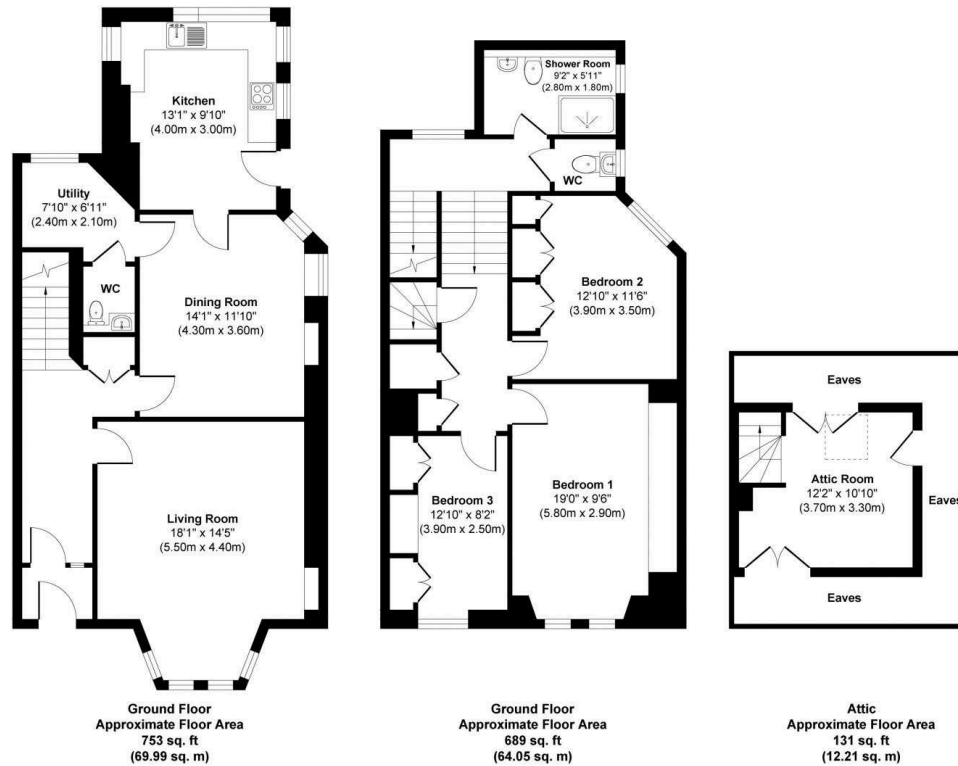 Kitchen
13'1" x 9'10"
(4.00m x 3.00m)
Utility
7'10" x 6'11"
(2.40m x 2.10m)
WC
Dining Room
14'1" x 11'10"
(4.30m x 3.60m)
Living Room
18'1" x 14'5"
(5.50m x 4.40m)
Ground Floor
Approximate Floor Area
753 sq. ft
(69.99 sq. m)
Shower Room
9'2" x 5'11"
(2.80m x 1.80m)
WC
Bedroom 2
12'10" x 11'6"
(3.90m x 3.50m)
Bedroom 1
19'0" x 9'6"
(5.80m x 2.90m)
Bedroom 3
12'10" x 8'2"
(3.90m x 2.50m)
Ground Floor
Approximate Floor Area
689 sq. ft
(64.05 sq. m)
Eaves
Attic Room
12'2" x 10'10"
(3.70m x 3.30m)
Eaves
Eaves
Attic
Approximate Floor Area
131 sq. ft
(12.21 sq. m)